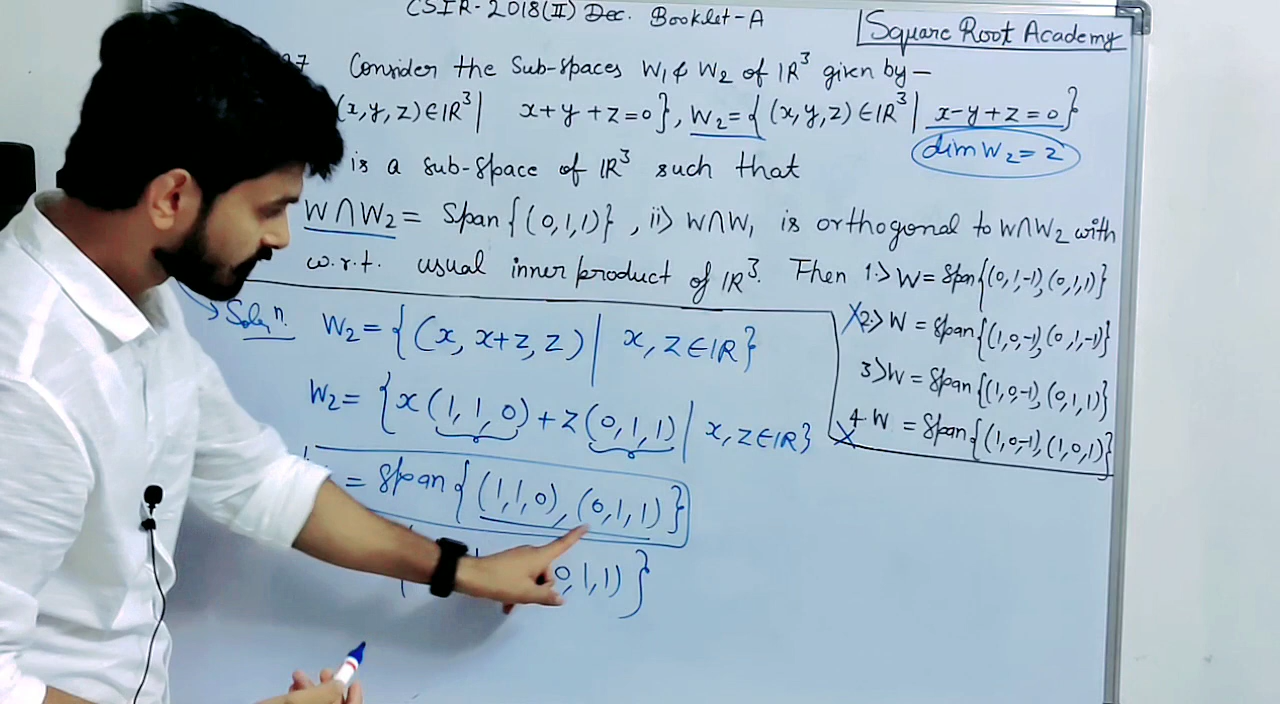 CSIR-2018(II) Dec. Booklet-A
Square Root Academy
Consider the Sub-spaces W₁ & W₂ of IR³ given by —
(x,y,z) ∈ IR³ | x+y+z=0}, W₂={(x,y,z) ∈ IR³ | x-y+z=0}
dim W₂ = 2
is a sub-space of IR³ such that
W∩W₂ = Span{(0,1,1)}, ii> W∩W₁ is orthogonal to W∩W₂ with
w.r.t. usual inner product of IR³. Then 1.> W = Span{(0,1,-1),(0,1,1)}
X2.> W = Span{(1,0,-1),(0,1,-1)}
3> W = Span{(1,0,-1),(0,1,1)}
X 4. W = Span{(1,0,-1),(1,0,1)}
→ Solⁿ.
W₂ = {(x, x+z, z) | x, z ∈ IR}
W₂ = {x(1,1,0) + z(0,1,1) | x, z ∈ IR}
= Span{(1,1,0),(0,1,1)}
0,1,1)}